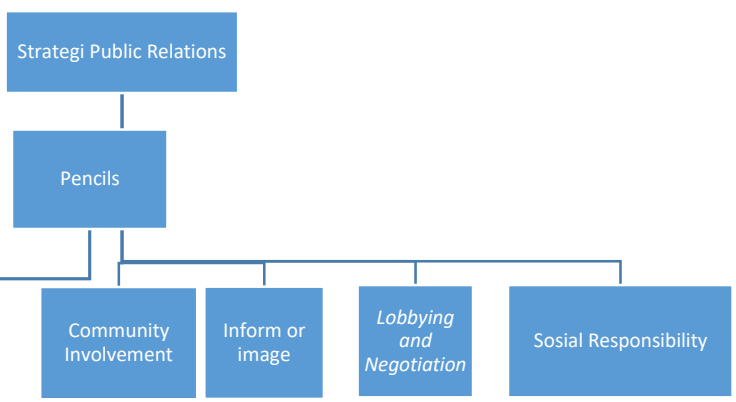 Strategi Public Relations
Pencils
Community
Involvement
Inform or
image
Lobbying
and
Negotiation
Sosial Responsibility